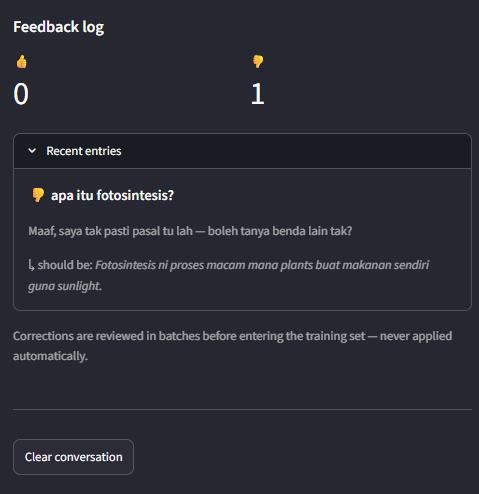 Feedback log
👍 👎
0 1
Recent entries
👎 apa itu fotosintesis?
Maaf, saya tak pasti pasal tu lah — boleh tanya benda lain tak?
↳ should be: Fotosintesis ni proses macam mana plants buat makanan sendiri
guna sunlight.
Corrections are reviewed in batches before entering the training set — never applied
automatically.
Clear conversation